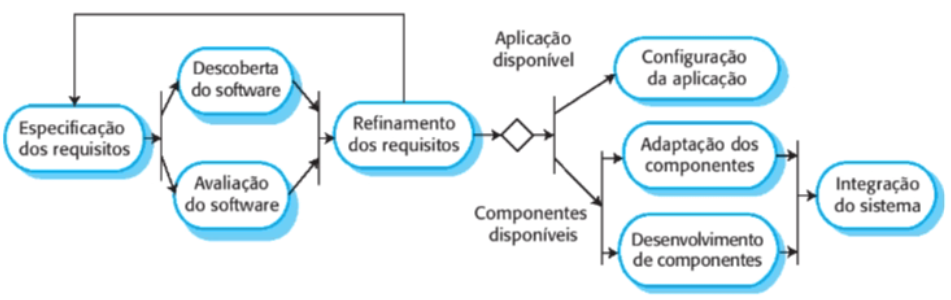 Especificação
dos requisitos
Descoberta
do software
Avaliação
do software
Refinamento
dos requisitos
Aplicação
disponível
Componentes
disponíveis
Configuração
da aplicação
Adaptação dos
componentes
Desenvolvimento
de componentes
Integração
do sistema